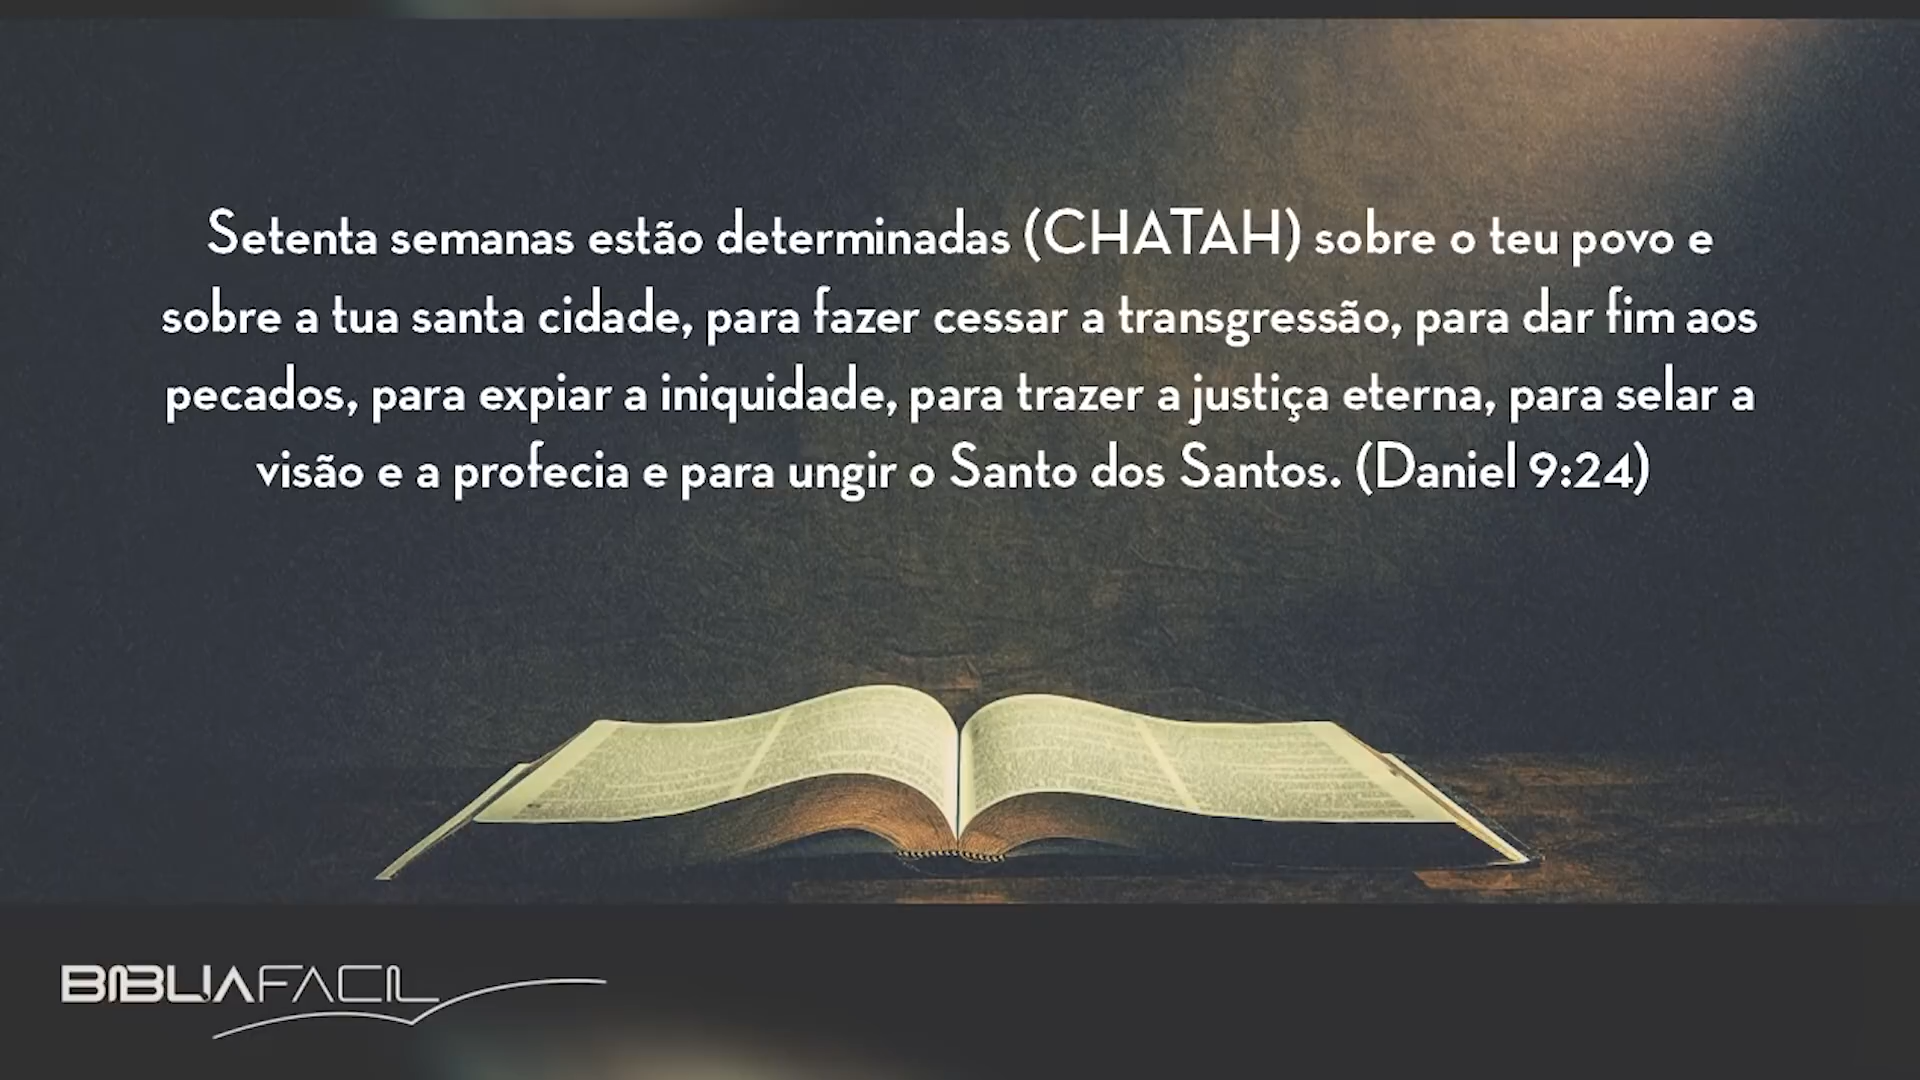 Setenta semanas estão determinadas (CHATAH) sobre o teu povo e
sobre a tua santa cidade, para fazer cessar a transgressão, para dar fim aos
pecados, para expiar a iniquidade, para trazer a justiça eterna, para selar a
visão e a profecia e para ungir o Santo dos Santos. (Daniel 9:24)
BIBLIAFACIL